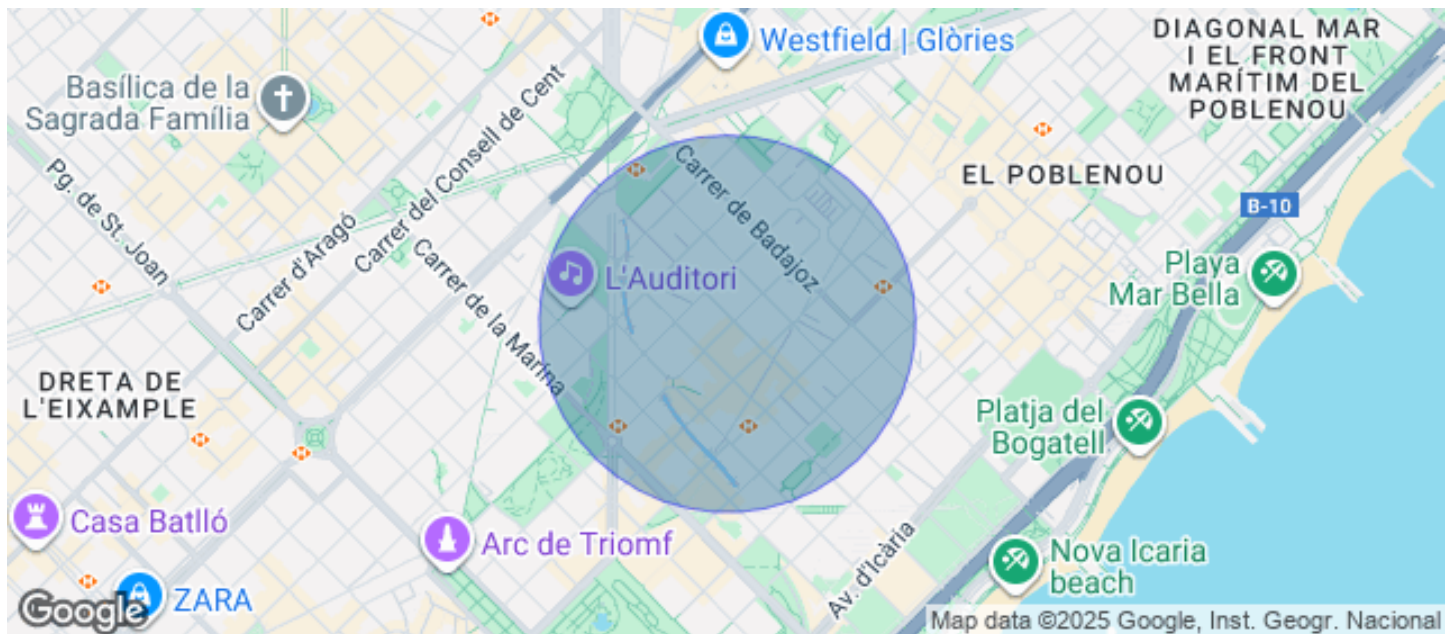 Westfield | Glòries
DIAGONAL MAR
I EL FRONT
MARÍTIM DEL
POBLENOU
Basílica de la
Sagrada Família
Carrer del Consell de Cent
Pg. de St. Joan
Carrer d'Aragó
Carrer de Badajoz
EL POBLENOU
B-10
L'Auditori
Playa
Mar Bella
Carrer de la Marina
DRETA DE
L'EIXAMPLE
Platja del
Bogatell
Casa Batlló
Arc de Triomf
Av. d'Icària
Nova Icaria
beach
ZARA
Google
Map data ©2025 Google, Inst. Geogr. Nacional